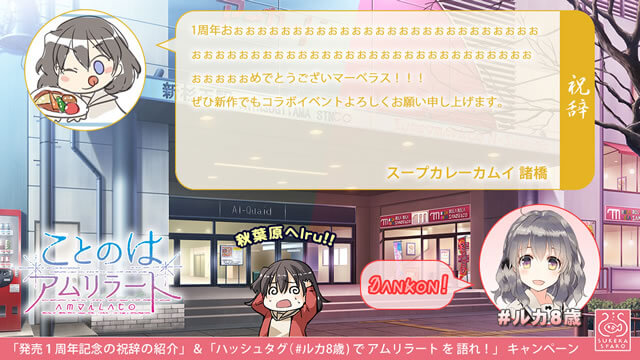 1周年おぉぉぉぉぉぉぉぉぉぉぉぉぉぉぉぉぉぉぉぉぉぉぉぉぉぉ
ぉぉぉぉぉぉぉぉぉぉぉぉぉぉぉぉぉぉぉぉぉぉぉぉぉぉぉぉぉ
ぉぉぉぉぉめでとうございマーベラス！！！
ぜひ新作でもコラボイベントよろしくお願い申し上げます。
祝辞
スープカレーカムイ 諸橋
Al-Quaid
秋葉原へIru!!
ことのは
アムリラート
AMRILATO
Dankon!
#ルカ8歳
SUKERA
SPARO
「発売１周年記念の祝辞の紹介」＆「ハッシュタグ（#ルカ8歳）でアムリラートを語れ！」キャンペーン